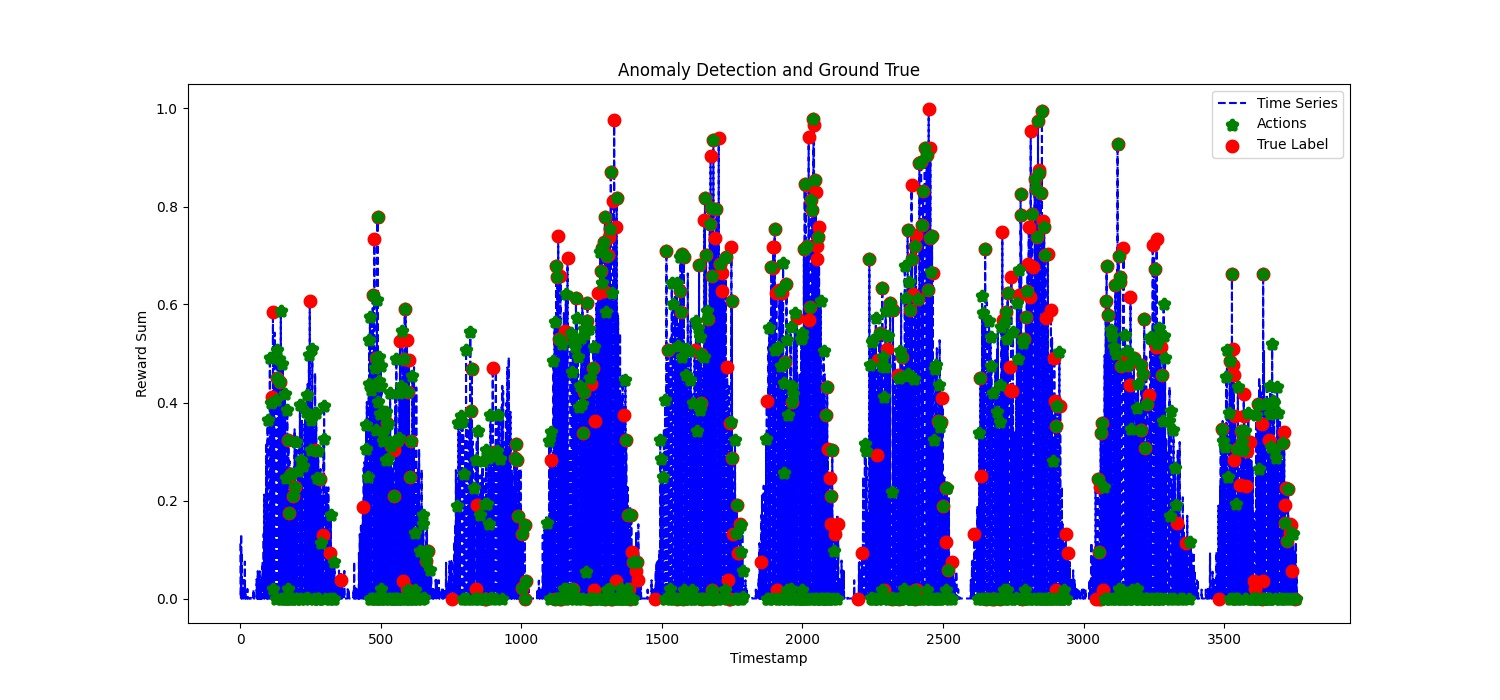 Anomaly Detection and Ground True
Time Series
Actions
True Label
Reward Sum
1.0
0.8
0.6
0.4
0.2
0.0
0 500 1000 1500 2000 2500 3000 3500
Timestamp